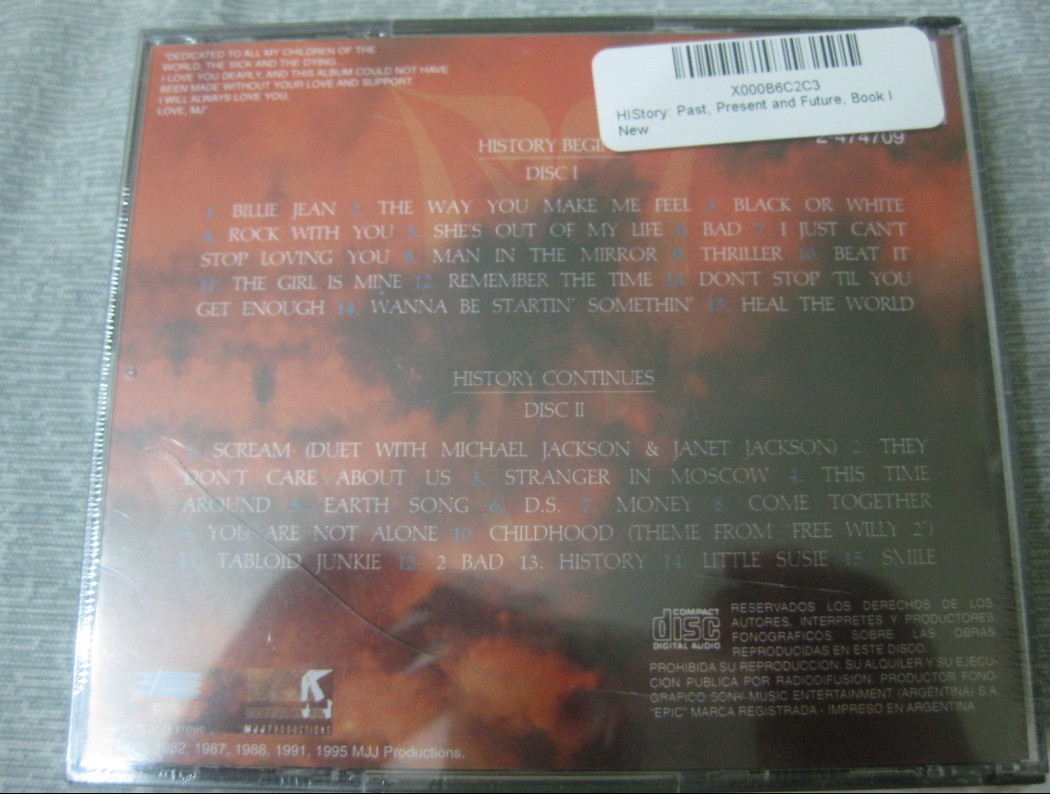 "DEDICATED TO ALL MY CHILDREN OF THE
WORLD, THE SICK AND THE DYING...
I LOVE YOU DEARLY, AND THIS ALBUM COULD NOT HAVE
BEEN MADE WITHOUT YOUR LOVE AND SUPPORT
I WILL ALWAYS LOVE YOU.
LOVE, MJ"
X000B6C2C3
HIStory: Past, Present and Future, Book I
New
2-474709
HISTORY
DISC I
1. BILLIE JEAN 2. THE WAY YOU MAKE ME FEEL 3. BLACK OR WHITE
4. ROCK WITH YOU 5. SHE'S OUT OF MY LIFE 6. BAD 7. I JUST CAN'T
STOP LOVING YOU 8. MAN IN THE MIRROR 9. THRILLER 10. BEAT IT
11. THE GIRL IS MINE 12. REMEMBER THE TIME 13. DON'T STOP 'TIL YOU
GET ENOUGH 14. WANNA BE STARTIN' SOMETHIN' 15. HEAL THE WORLD
HISTORY CONTINUES
DISC II
1. SCREAM (DUET WITH MICHAEL JACKSON & JANET JACKSON) 2. THEY
DON'T CARE ABOUT US 3. STRANGER IN MOSCOW 4. THIS TIME
AROUND 5. EARTH SONG 6. D.S. 7. MONEY 8. COME TOGETHER
9. YOU ARE NOT ALONE 10. CHILDHOOD (THEME FROM "FREE WILLY 2")
11. TABLOID JUNKIE 12. 2 BAD 13. HISTORY 14. LITTLE SUSIE 15. SMILE
COMPACT
disc
DIGITAL AUDIO
RESERVADOS LOS DERECHOS DE LOS
AUTORES, INTERPRETES Y PRODUCTORES
FONOGRAFICOS SOBRE LAS OBRAS
REPRODUCIDAS EN ESTE DISCO.
PROHIBIDA SU REPRODUCCION. SU ALQUILER Y SU EJECU-
CION PUBLICA POR RADIODIFUSION. PRODUCTOR FONO-
GRAFICO SONY MUSIC ENTERTAINMENT (ARGENTINA) S.A.
"EPIC" MARCA REGISTRADA - IMPRESO EN ARGENTINA
epic
MJJ PRODUCTIONS
1987, 1988, 1991, 1995 MJJ Productions.